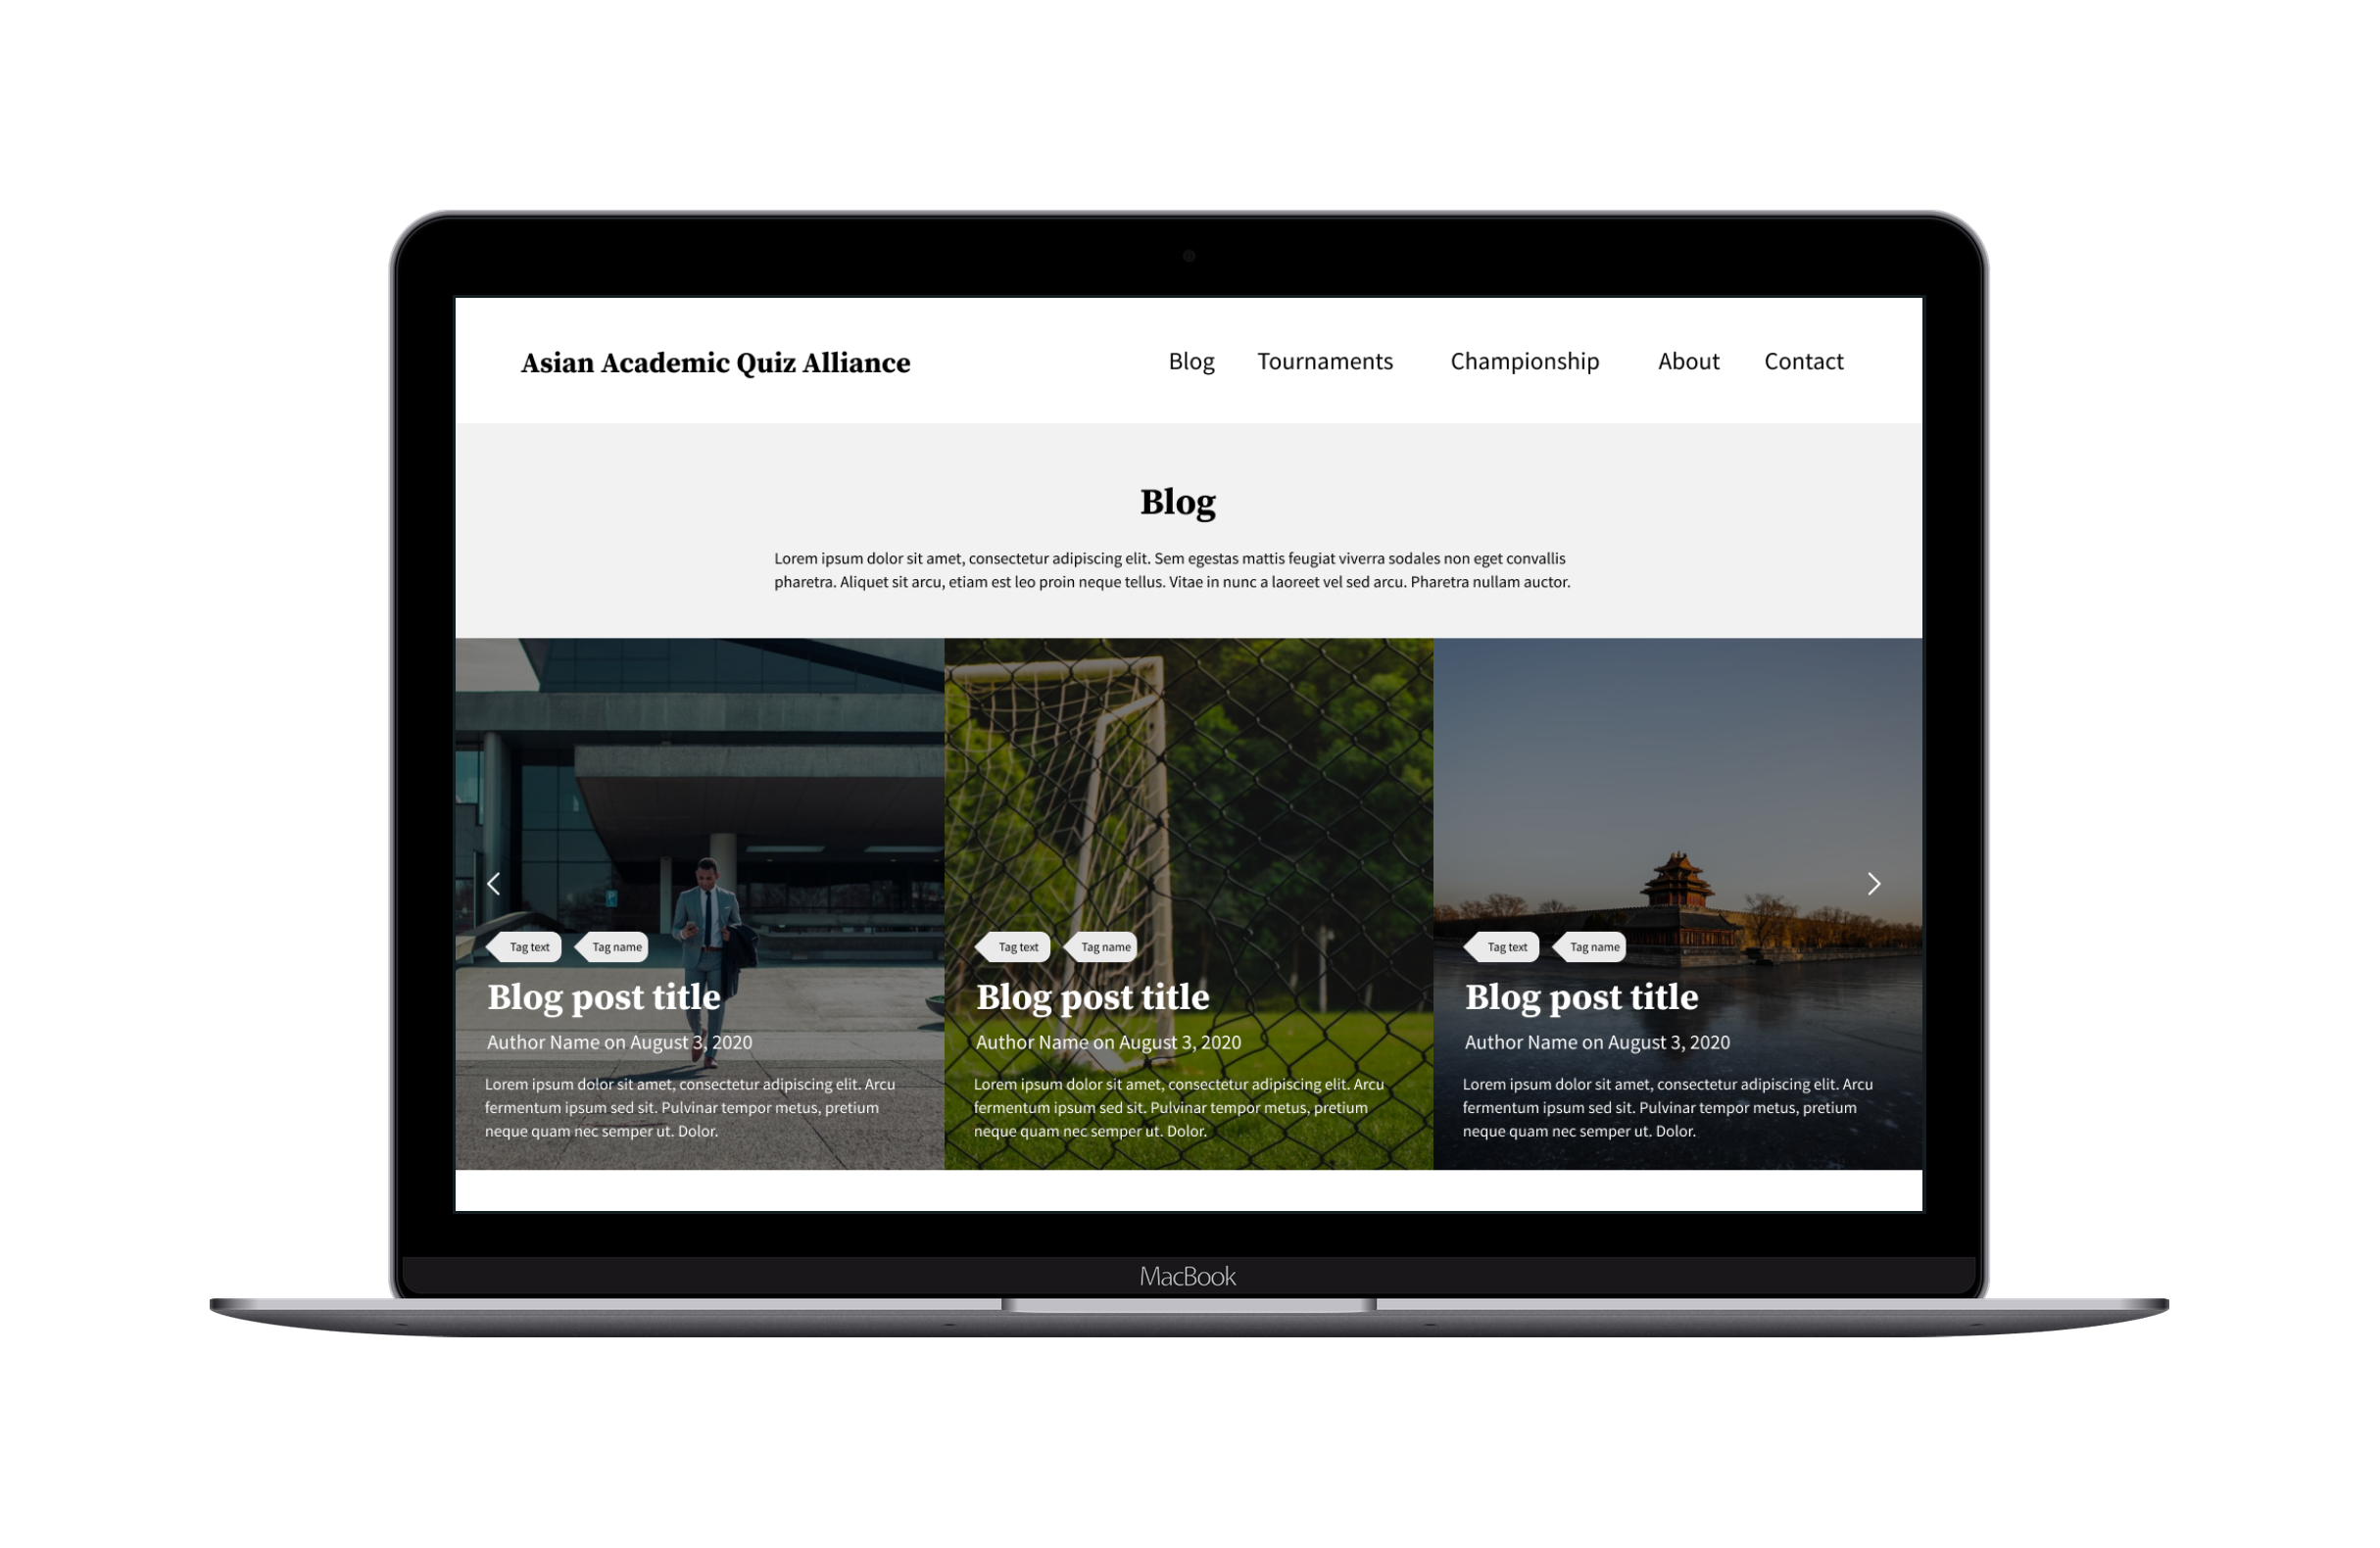 Asian Academic Quiz Alliance
Blog Tournaments Championship About Contact
Blog
Lorem ipsum dolor sit amet, consectetur adipiscing elit. Sem egestas mattis feugiat viverra sodales non eget convallis
pharetra. Aliquet sit arcu, etiam est leo proin neque tellus. Vitae in nunc a laoreet vel sed arcu. Pharetra nullam auctor.
Tag text Tag name
Blog post title
Author Name on August 3, 2020
Lorem ipsum dolor sit amet, consectetur adipiscing elit. Arcu
fermentum ipsum sed sit. Pulvinar tempor metus, pretium
neque quam nec semper ut. Dolor.
Tag text Tag name
Blog post title
Author Name on August 3, 2020
Lorem ipsum dolor sit amet, consectetur adipiscing elit. Arcu
fermentum ipsum sed sit. Pulvinar tempor metus, pretium
neque quam nec semper ut. Dolor.
Tag text Tag name
Blog post title
Author Name on August 3, 2020
Lorem ipsum dolor sit amet, consectetur adipiscing elit. Arcu
fermentum ipsum sed sit. Pulvinar tempor metus, pretium
neque quam nec semper ut. Dolor.
MacBook